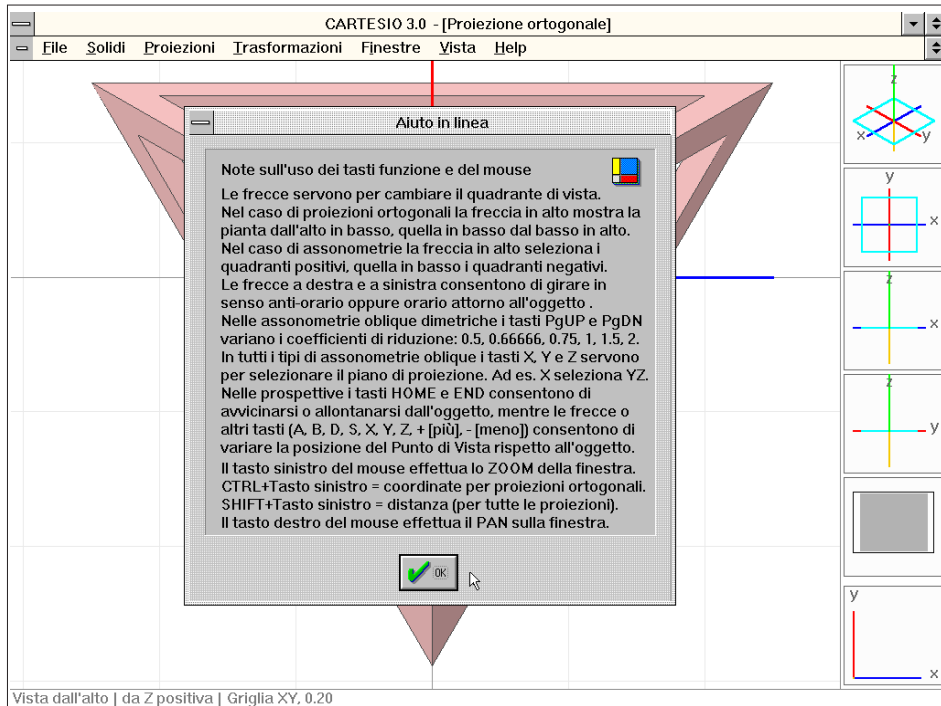 CARTESIO 3.0 - [Proiezione ortogonale]
File Solidi Proiezioni Trasformazioni Finestre Vista Help
Aiuto in linea
Note sull'uso dei tasti funzione e del mouse
Le frecce servono per cambiare il quadrante di vista.
Nel caso di proiezioni ortogonali la freccia in alto mostra la
pianta dall'alto in basso, quella in basso dal basso in alto.
Nel caso di assonometrie la freccia in alto seleziona i
quadranti positivi, quella in basso i quadranti negativi.
Le frecce a destra e a sinistra consentono di girare in
senso anti-orario oppure orario attorno all'oggetto .
Nelle assonometrie oblique dimetriche i tasti PgUP e PgDN
variano i coefficienti di riduzione: 0.5, 0.66666, 0.75, 1, 1.5, 2.
In tutti i tipi di assonometrie oblique i tasti X, Y e Z servono
per selezionare il piano di proiezione. Ad es. X seleziona YZ.
Nelle prospettive i tasti HOME e END consentono di
avvicinarsi o allontanarsi dall'oggetto, mentre le frecce o
altri tasti (A, B, D, S, X, Y, Z, + [più], - [meno]) consentono di
variare la posizione del Punto di Vista rispetto all'oggetto.
Il tasto sinistro del mouse effettua lo ZOOM della finestra.
CTRL+Tasto sinistro = coordinate per proiezioni ortogonali.
SHIFT+Tasto sinistro = distanza (per tutte le proiezioni).
Il tasto destro del mouse effettua il PAN sulla finestra.
OK
z
x y
y
x
z
x
z
y
y
x
Vista dall'alto | da Z positiva | Griglia XY, 0.20